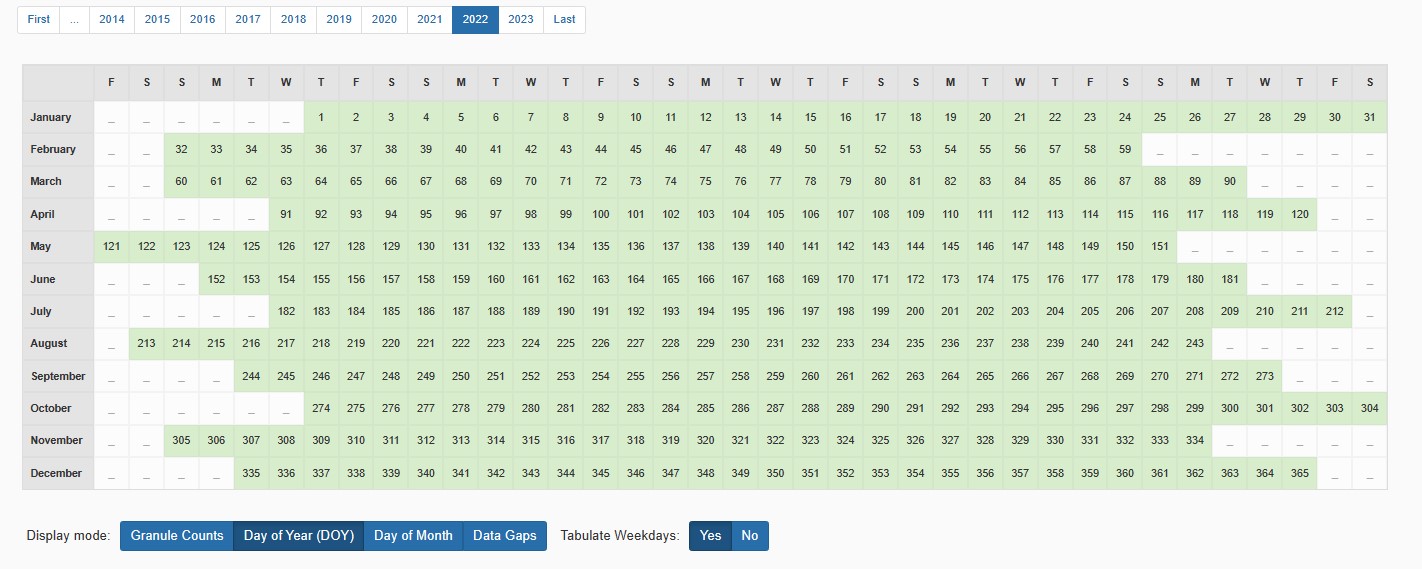 First ... 2014 2015 2016 2017 2018 2019 2020 2021 2022 2023 Last
F S S M T W T F S S M T W T F S S M T W T F S S M T W T F S S M T W T F S
January _ _ _ _ _ _ 1 2 3 4 5 6 7 8 9 10 11 12 13 14 15 16 17 18 19 20 21 22 23 24 25 26 27 28 29 30 31
February _ _ 32 33 34 35 36 37 38 39 40 41 42 43 44 45 46 47 48 49 50 51 52 53 54 55 56 57 58 59 _ _ _ _ _ _ _
March _ _ 60 61 62 63 64 65 66 67 68 69 70 71 72 73 74 75 76 77 78 79 80 81 82 83 84 85 86 87 88 89 90 _ _ _ _
April _ _ _ _ _ 91 92 93 94 95 96 97 98 99 100 101 102 103 104 105 106 107 108 109 110 111 112 113 114 115 116 117 118 119 120 _ _
May 121 122 123 124 125 126 127 128 129 130 131 132 133 134 135 136 137 138 139 140 141 142 143 144 145 146 147 148 149 150 151 _ _ _ _ _ _
June _ _ _ 152 153 154 155 156 157 158 159 160 161 162 163 164 165 166 167 168 169 170 171 172 173 174 175 176 177 178 179 180 181 _ _ _ _
July _ _ _ _ _ 182 183 184 185 186 187 188 189 190 191 192 193 194 195 196 197 198 199 200 201 202 203 204 205 206 207 208 209 210 211 212 _
August _ 213 214 215 216 217 218 219 220 221 222 223 224 225 226 227 228 229 230 231 232 233 234 235 236 237 238 239 240 241 242 243 _ _ _ _ _
September _ _ _ _ 244 245 246 247 248 249 250 251 252 253 254 255 256 257 258 259 260 261 262 263 264 265 266 267 268 269 270 271 272 273 _ _ _
October _ _ _ _ _ _ 274 275 276 277 278 279 280 281 282 283 284 285 286 287 288 289 290 291 292 293 294 295 296 297 298 299 300 301 302 303 304
November _ _ 305 306 307 308 309 310 311 312 313 314 315 316 317 318 319 320 321 322 323 324 325 326 327 328 329 330 331 332 333 334 _ _ _ _ _
December _ _ _ _ 335 336 337 338 339 340 341 342 343 344 345 346 347 348 349 350 351 352 353 354 355 356 357 358 359 360 361 362 363 364 365 _ _
Display mode: Granule Counts Day of Year (DOY) Day of Month Data Gaps Tabulate Weekdays: Yes No